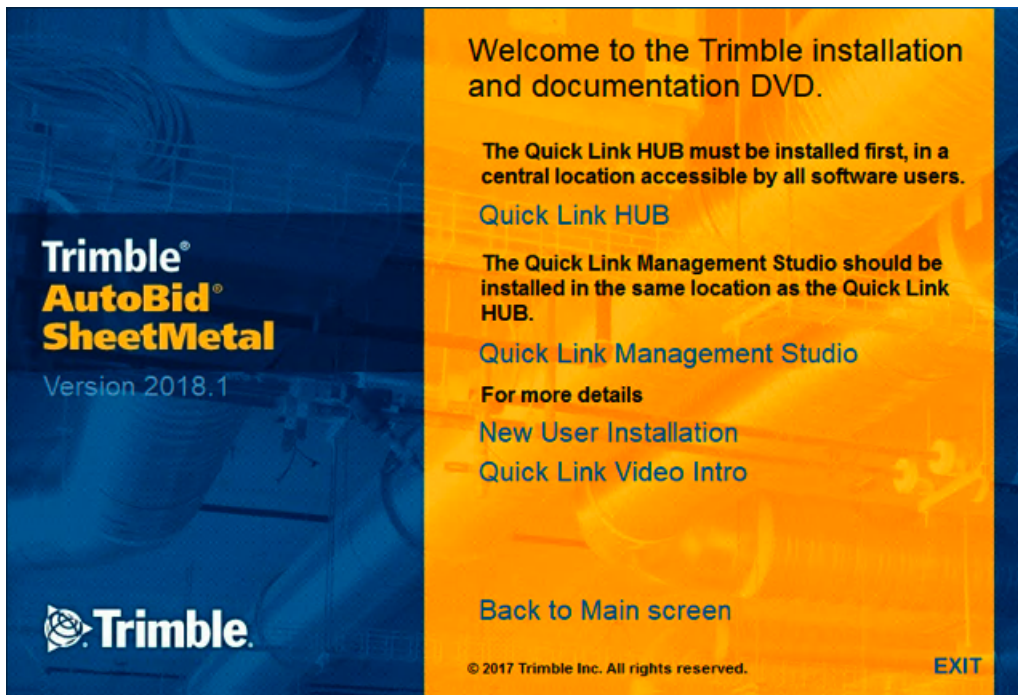 Welcome to the Trimble installation
and documentation DVD.
The Quick Link HUB must be installed first, in a
central location accessible by all software users.
Quick Link HUB
The Quick Link Management Studio should be
installed in the same location as the Quick Link
HUB.
Quick Link Management Studio
For more details
New User Installation
Quick Link Video Intro
Back to Main screen
© 2017 Trimble Inc. All rights reserved.
EXIT
Trimble®
AutoBid®
SheetMetal
Version 2018.1
Trimble.